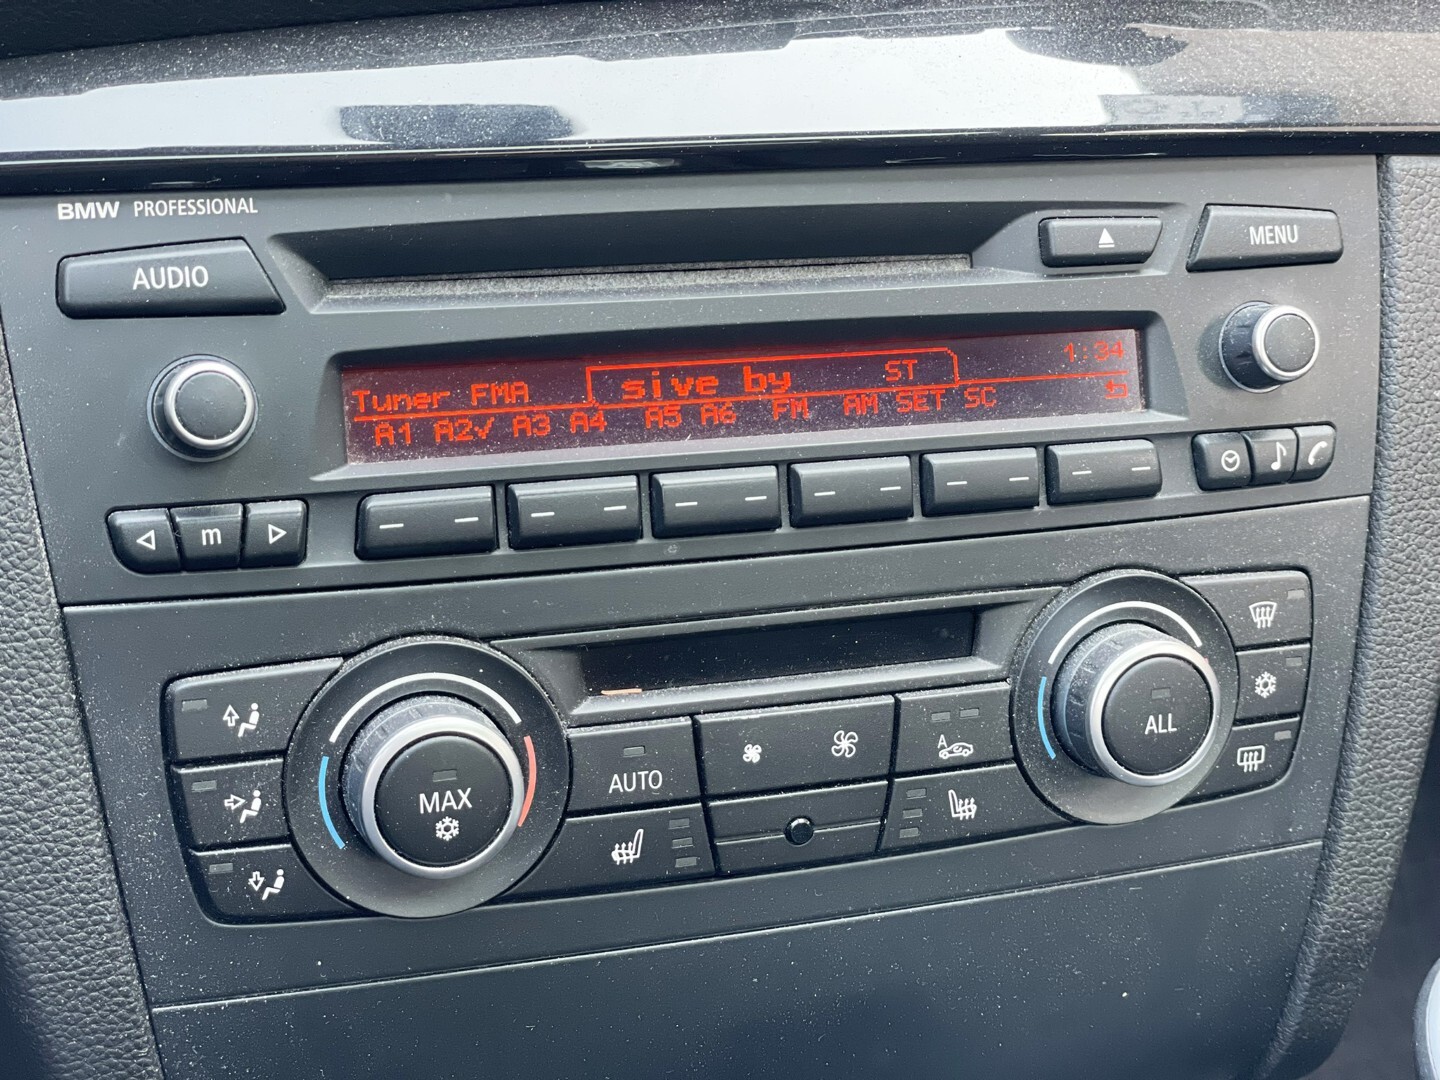 BMW PROFESSIONAL
AUDIO
MENU
Tuner FMA
sive by
ST
1:34
A1 A2√ A3 A4 A5 A6 FM AM SET SC
m
MAX
AUTO
A
ALL